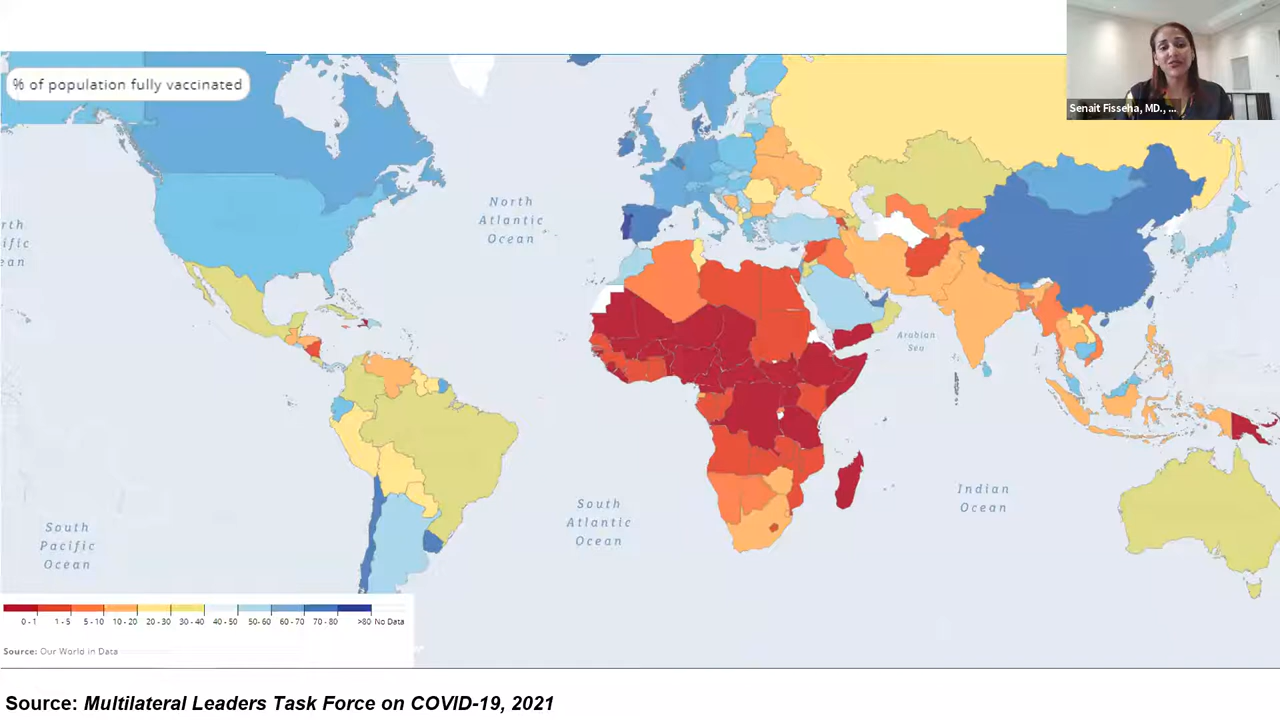 % of population fully vaccinated
Senait Fisseha, MD., ...
North
Atlantic
Ocean
rth
ific
ean
Arabian
Sea
Indian
Ocean
South
Atlantic
Ocean
South
Pacific
Ocean
0 - 1 1 - 5 5 - 10 10 - 20 20 - 30 30 - 40 40 - 50 50- 60 60 - 70 70 - 80 >80 No Data
Source: Our World in Data
Source: Multilateral Leaders Task Force on COVID-19, 2021